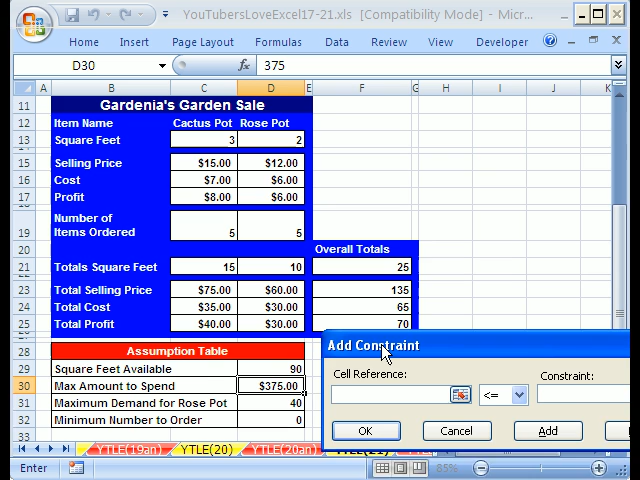 YouTubersLoveExcel17-21.xls [Compatibility Mode] - Micr...
Home Insert Page Layout Formulas Data Review View Developer
D30 fx 375
A B C D E F G H I J K
11 Gardenia's Garden Sale
12 Item Name Cactus Pot Rose Pot
13 Square Feet 3 2
15 Selling Price $15.00 $12.00
16 Cost $7.00 $6.00
17 Profit $8.00 $6.00
Number of
19 Items Ordered 5 5
20 Overall Totals
21 Totals Square Feet 15 10 25
23 Total Selling Price $75.00 $60.00 135
24 Total Cost $35.00 $30.00 65
25 Total Profit $40.00 $30.00 70
28 Assumption Table
29 Square Feet Available 90
30 Max Amount to Spend $375.00
31 Maximum Demand for Rose Pot 40
32 Minimum Number to Order 0
33
Add Constraint
Cell Reference: Constraint:
<=
OK Cancel Add
YTLE(19an) YTLE(20) YTLE(20an) YTLE(21)
Enter 85%